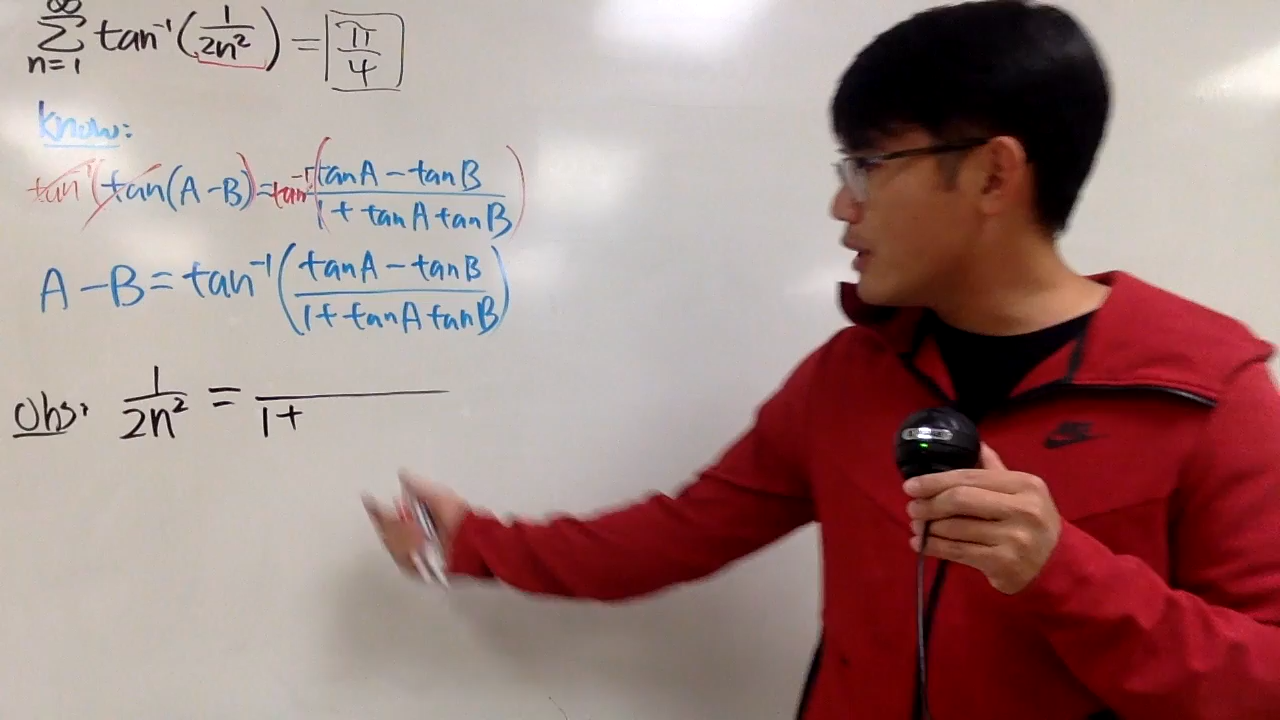 ∞
∑ tan⁻¹(1/2n²) = π/4
n=1
Know:
tan⁻¹(tan(A-B)) = tan⁻¹((tanA - tanB)/(1 + tanA tanB))
A - B = tan⁻¹((tanA - tanB)/(1 + tanA tanB))
Obs: 1/2n² = /(1+